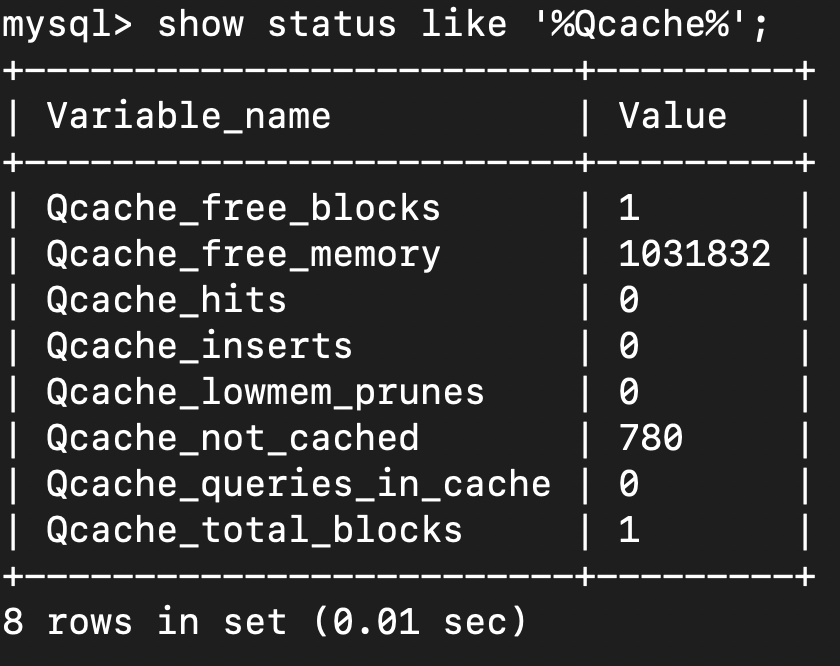 mysql> show status like '%Qcache%';
+-------------------------+---------+
| Variable_name           | Value   |
+-------------------------+---------+
| Qcache_free_blocks      | 1       |
| Qcache_free_memory      | 1031832 |
| Qcache_hits             | 0       |
| Qcache_inserts          | 0       |
| Qcache_lowmem_prunes    | 0       |
| Qcache_not_cached       | 780     |
| Qcache_queries_in_cache | 0       |
| Qcache_total_blocks     | 1       |
+-------------------------+---------+
8 rows in set (0.01 sec)